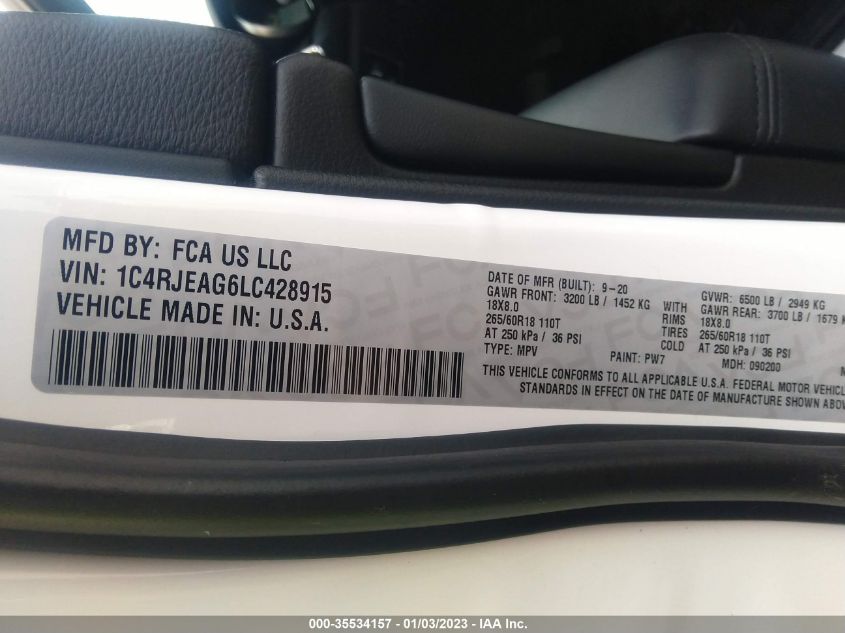 MFD BY: FCA US LLC
VIN: 1C4RJEAG6LC428915
VEHICLE MADE IN: U.S.A.
DATE OF MFR (BUILT): 9-20 GVWR: 6500 LB / 2949 KG
GAWR FRONT: 3200 LB / 1452 KG WITH GAWR REAR: 3700 LB / 1679 KG
18X8.0 RIMS 18X8.0
265/60R18 110T TIRES 265/60R18 110T
AT 250 kPa / 36 PSI COLD AT 250 kPa / 36 PSI
TYPE: MPV PAINT: PW7 MDH: 090200
THIS VEHICLE CONFORMS TO ALL APPLICABLE U.S.A. FEDERAL MOTOR
STANDARDS IN EFFECT ON THE DATE OF MANUFACTURE SHOWN
000-35534157 - 01/03/2023 - IAA Inc.